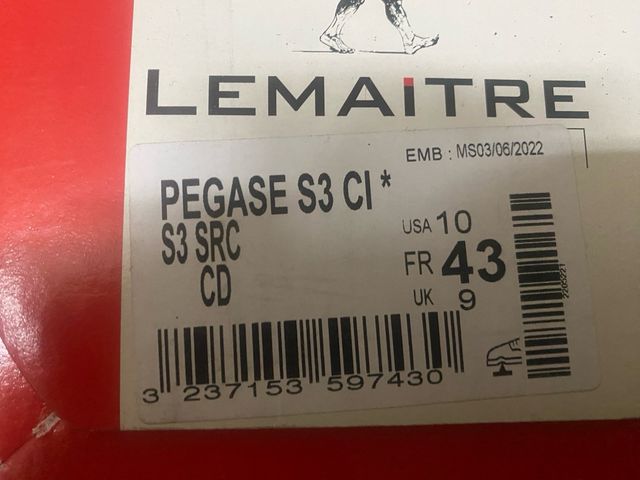 LEMAiTRE
EMB : MS03/06/2022
PEGASE S3 CI *
S3 SRC
CD
USA 10
FR 43
UK 9
3 237153 597430